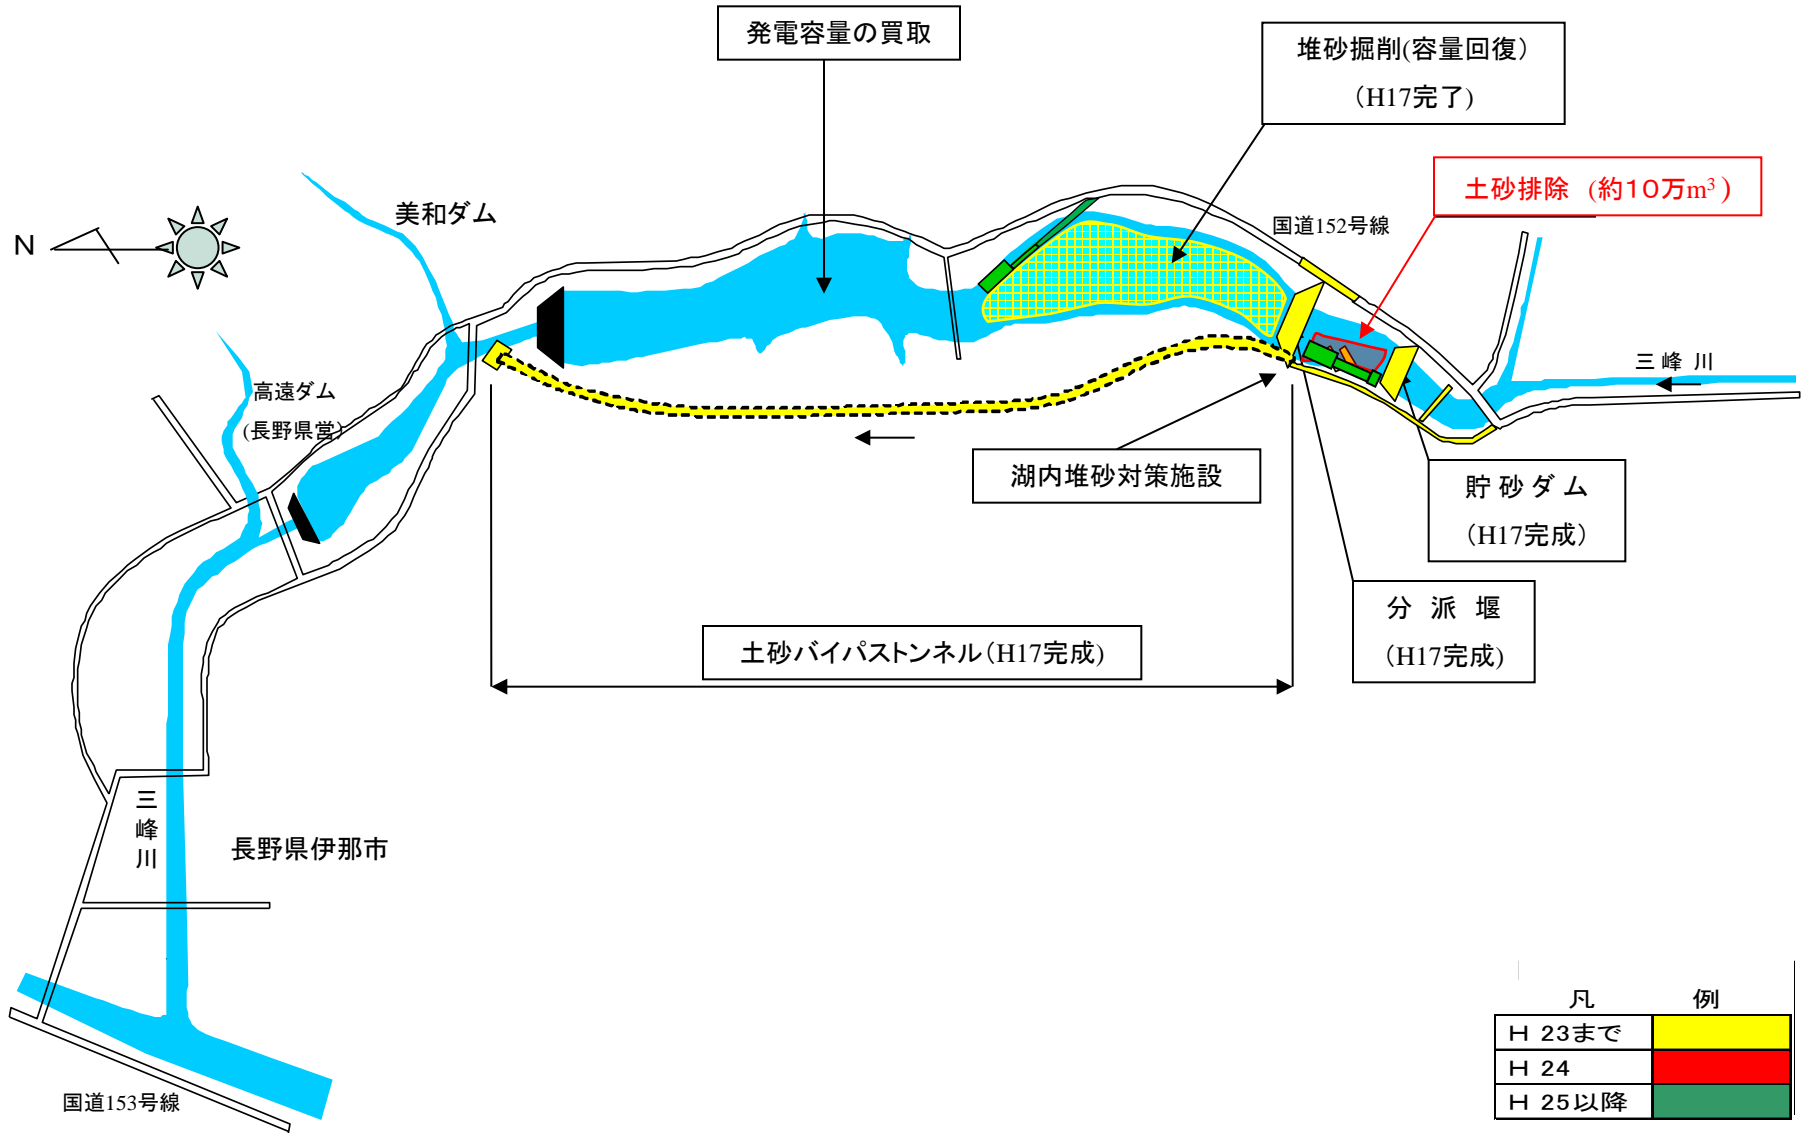 発電容量の買取
堆砂掘削(容量回復)
(H17完了)
土砂排除 (約10万m³)
国道152号線
N
美和ダム
高遠ダム
(長野県営)
三峰川
湖内堆砂対策施設
貯砂ダム
(H17完成)
分派堰
(H17完成)
土砂バイパストンネル(H17完成)
三峰川
長野県伊那市
国道153号線
凡例
H 23まで
H 24
H 25以降